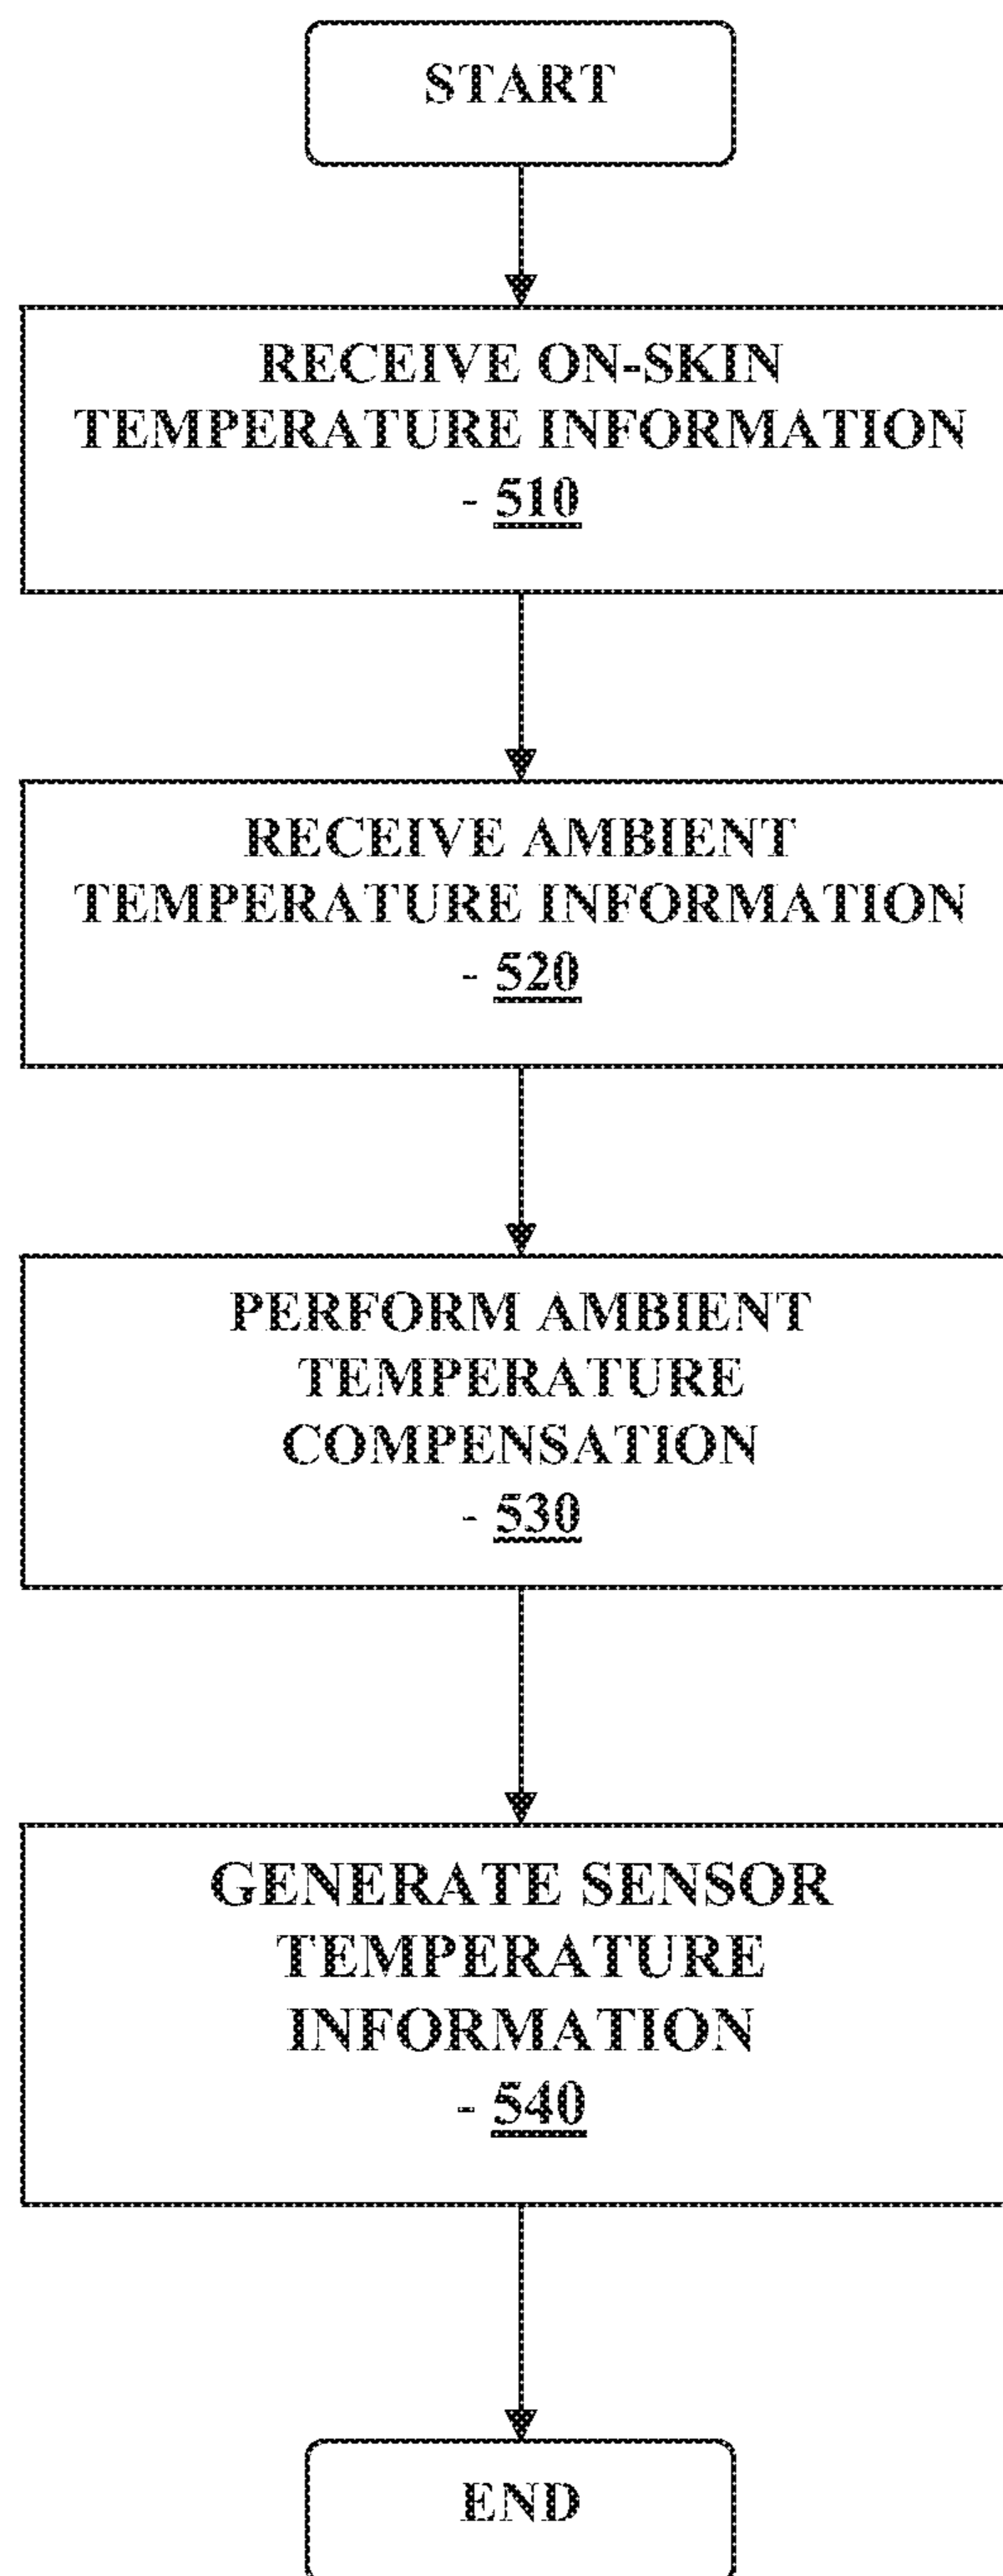 START
RECEIVE ON-SKIN
TEMPERATURE INFORMATION
- 510
RECEIVE AMBIENT
TEMPERATURE INFORMATION
- 520
PERFORM AMBIENT
TEMPERATURE
COMPENSATION
- 530
GENERATE SENSOR
TEMPERATURE
INFORMATION
- 540
END